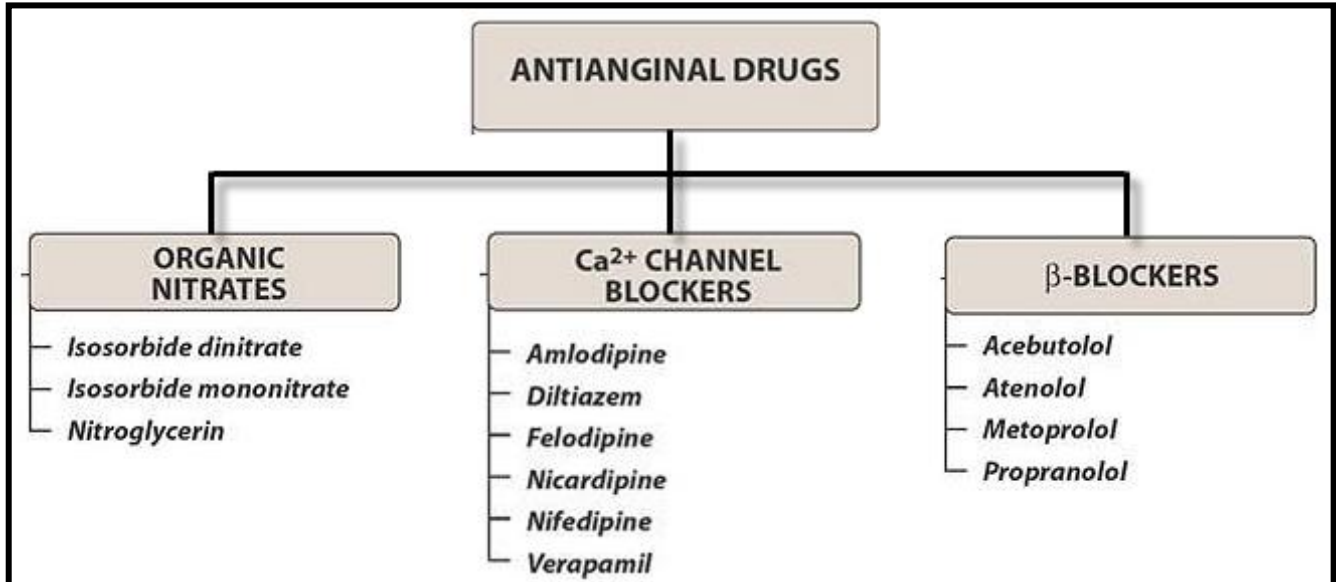 ANTIANGINAL DRUGS
ORGANIC
NITRATES
Isosorbide dinitrate
Isosorbide mononitrate
Nitroglycerin
Ca²⁺ CHANNEL
BLOCKERS
Amlodipine
Diltiazem
Felodipine
Nicardipine
Nifedipine
Verapamil
β-BLOCKERS
Acebutolol
Atenolol
Metoprolol
Propranolol